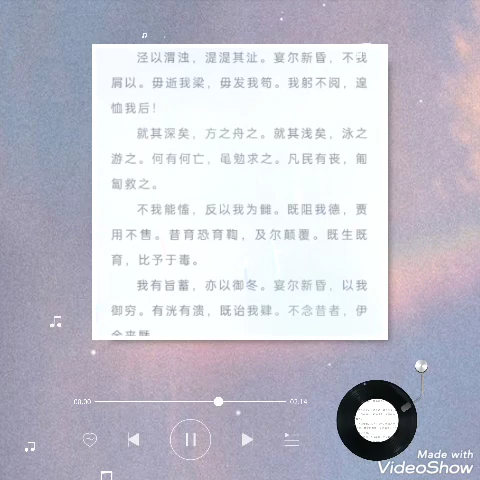 泾以渭浊，湜湜其沚。宴尔新昏，不我
屑以。毋逝我梁，毋发我笱。我躬不阅，遑
恤我后！
就其深矣，方之舟之。就其浅矣，泳之
游之。何有何亡，黾勉求之。凡民有丧，匍
匐救之。
不我能慉，反以我为雠。既阻我德，贾
用不售。昔育恐育鞫，及尔颠覆。既生既
育，比予于毒。
我有旨蓄，亦以御冬。宴尔新昏，以我
御穷。有洸有溃，既诒我肄。不念昔者，伊
余来塈
00:00
02:14
Made with
VideoShow